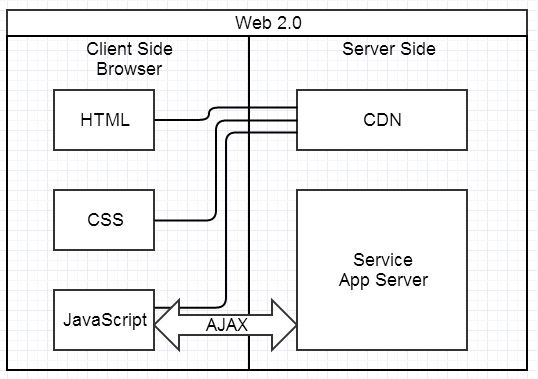 Web 2.0
Client Side
Browser
Server Side
HTML
CDN
CSS
Service
App Server
JavaScript
AJAX